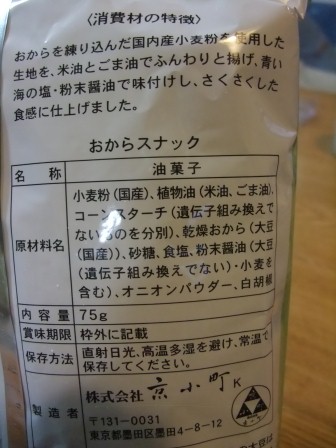 〈消費材の特徴〉
おからを練り込んだ国内産小麦粉を使用した
生地を、米油とごま油でふんわりと揚げ、青い
海の塩・粉末醤油で味付けし、さくさくした
食感に仕上げました。
おからスナック
名称 油菓子
原材料名 小麦粉(国産)、植物油(米油、ごま油)、
コーンスターチ(遺伝子組み換えで
ないものを分別)、乾燥おから(大豆
(国産))、砂糖、食塩、粉末醤油(大豆
(遺伝子組み換えでない)・小麦を
含む)、オニオンパウダー、白胡椒
内容量 75g
賞味期限 枠外に記載
保存方法 直射日光、高温多湿を避け、常温で
保存してください。
製造者 株式会社 京小町 K
〒131-0031
東京都墨田区墨田4-8-12